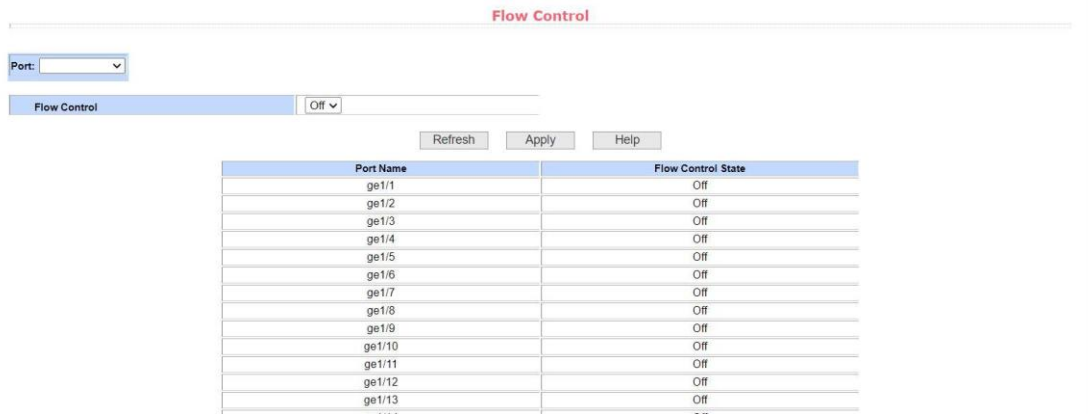 Flow Control
Port:
Flow Control Off
Refresh Apply Help
Port Name Flow Control State
ge1/1 Off
ge1/2 Off
ge1/3 Off
ge1/4 Off
ge1/5 Off
ge1/6 Off
ge1/7 Off
ge1/8 Off
ge1/9 Off
ge1/10 Off
ge1/11 Off
ge1/12 Off
ge1/13 Off